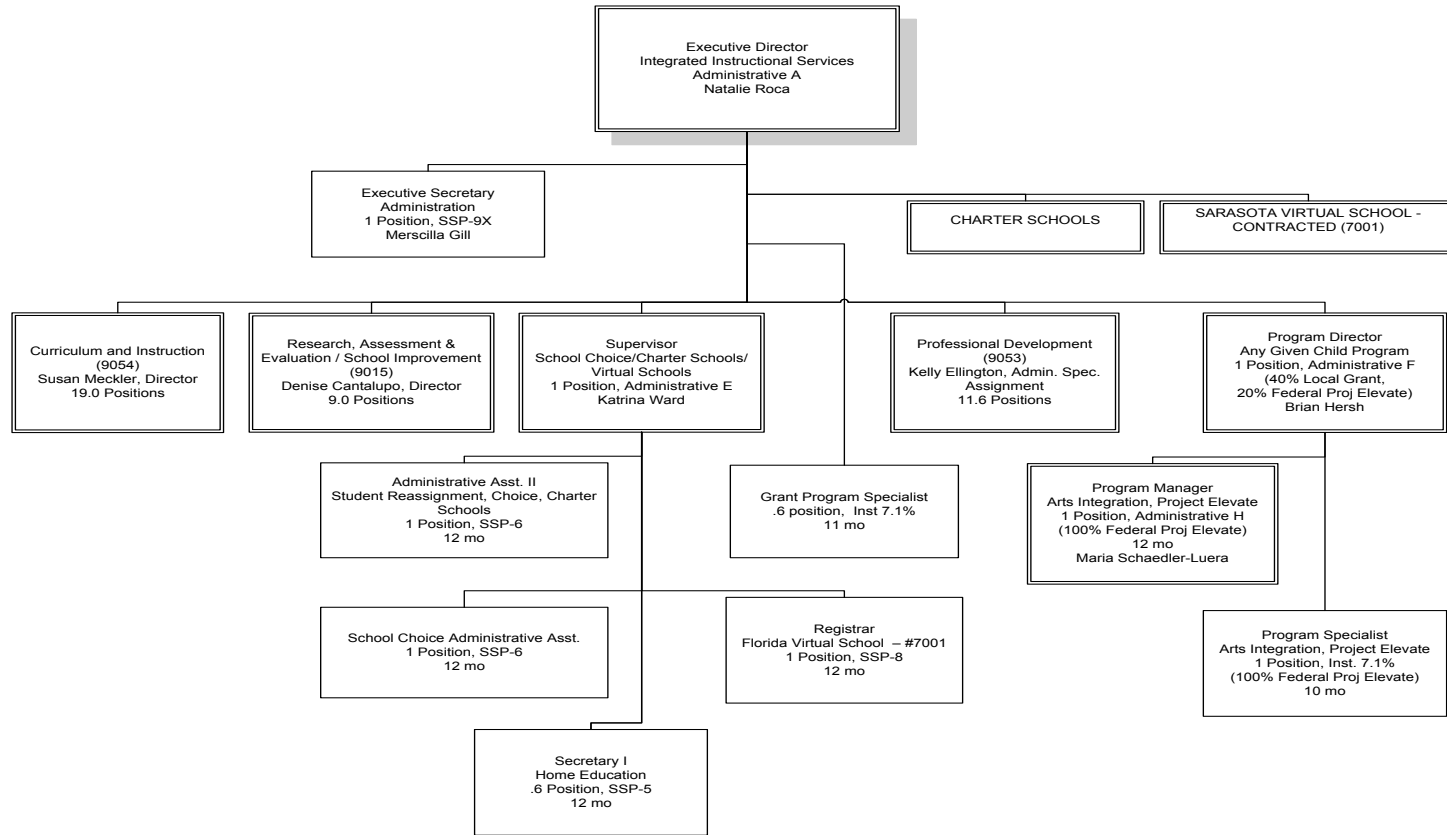 Executive Director
Integrated Instructional Services
Administrative A
Natalie Roca
Executive Secretary
Administration
1 Position, SSP-9X
Merscilla Gill
CHARTER SCHOOLS
SARASOTA VIRTUAL SCHOOL -
CONTRACTED (7001)
Curriculum and Instruction
(9054)
Susan Meckler, Director
19.0 Positions
Research, Assessment &
Evaluation / School Improvement
(9015)
Denise Cantalupo, Director
9.0 Positions
Supervisor
School Choice/Charter Schools/
Virtual Schools
1 Position, Administrative E
Katrina Ward
Professional Development
(9053)
Kelly Ellington, Admin. Spec.
Assignment
11.6 Positions
Program Director
Any Given Child Program
1 Position, Administrative F
(40% Local Grant,
20% Federal Proj Elevate)
Brian Hersh
Administrative Asst. II
Student Reassignment, Choice, Charter
Schools
1 Position, SSP-6
12 mo
Grant Program Specialist
.6 position, Inst 7.1%
11 mo
Program Manager
Arts Integration, Project Elevate
1 Position, Administrative H
(100% Federal Proj Elevate)
12 mo
Maria Schaedler-Luera
School Choice Administrative Asst.
1 Position, SSP-6
12 mo
Registrar
Florida Virtual School – #7001
1 Position, SSP-8
12 mo
Program Specialist
Arts Integration, Project Elevate
1 Position, Inst. 7.1%
(100% Federal Proj Elevate)
10 mo
Secretary I
Home Education
.6 Position, SSP-5
12 mo